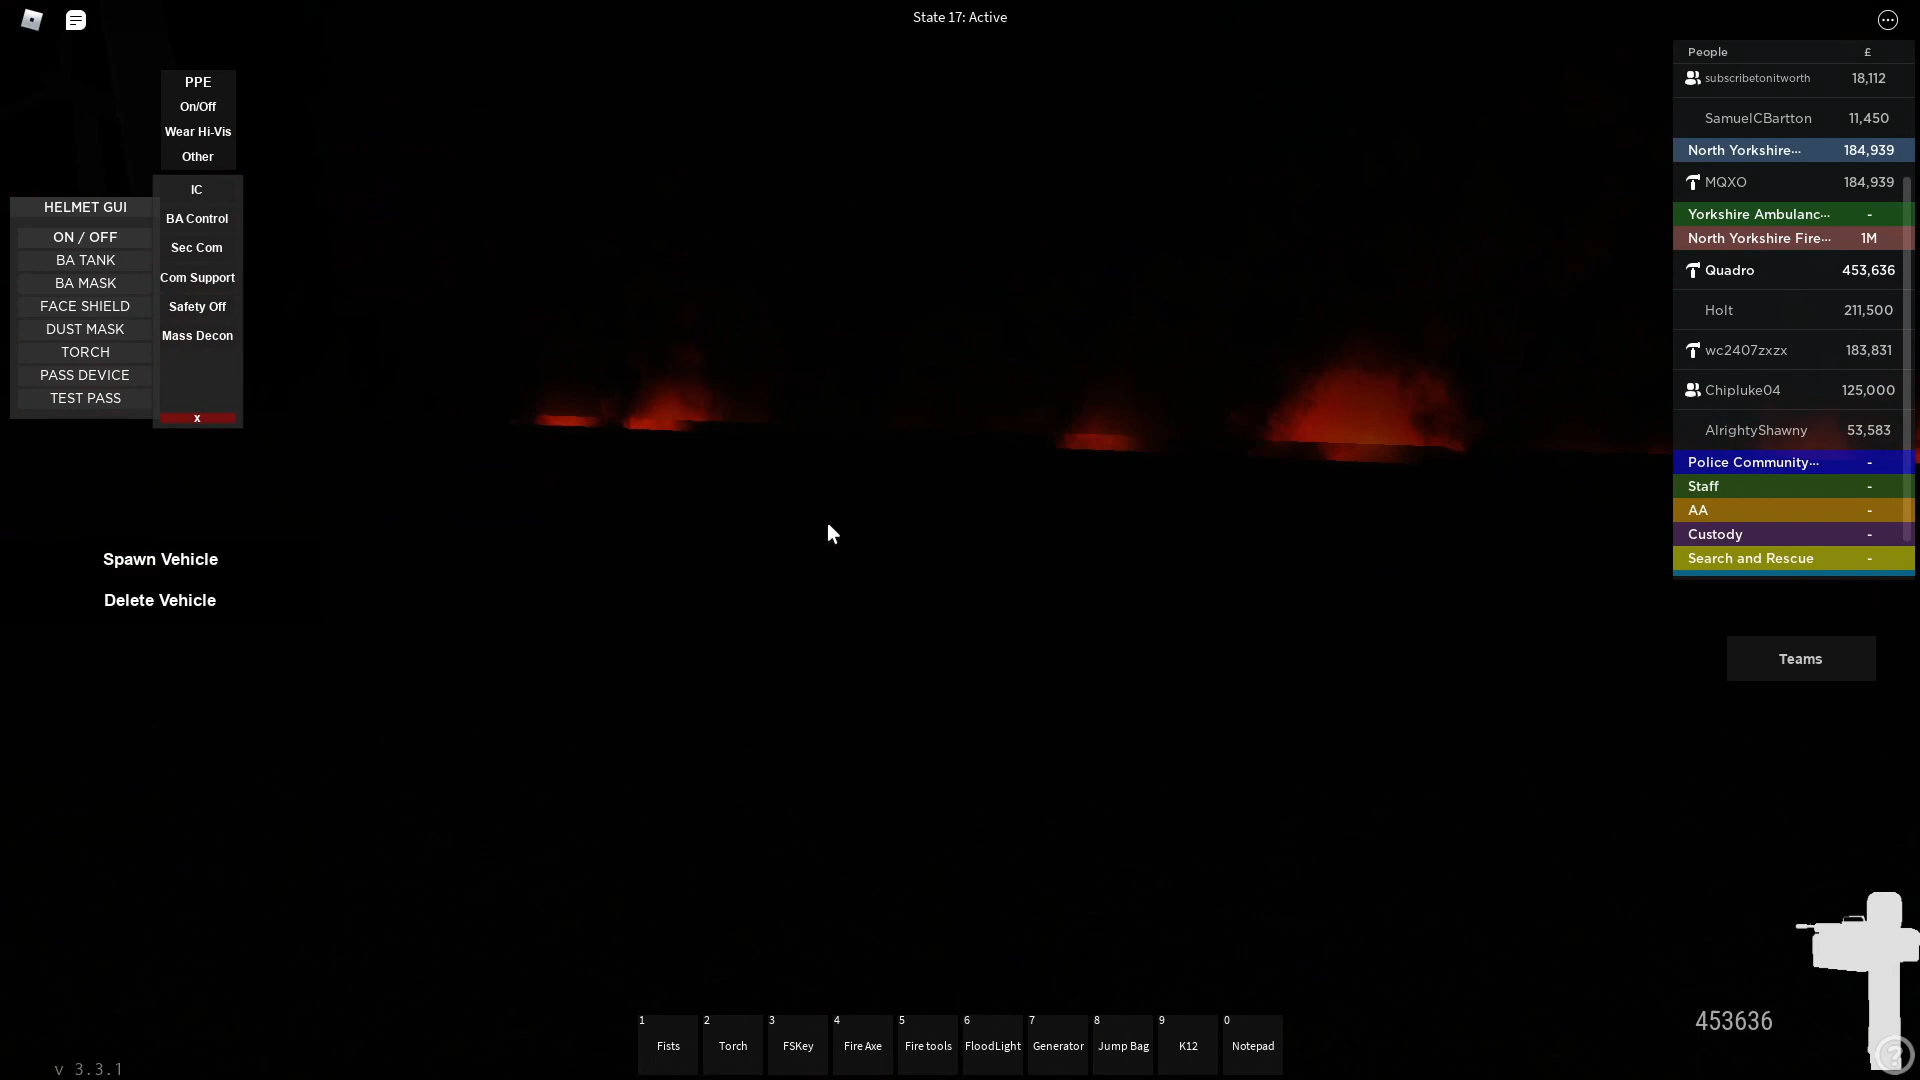 State 17: Active
PPE
On/Off
Wear Hi-Vis
Other
IC
BA Control
Sec Com
Com Support
Safety Off
Mass Decon
x
HELMET GUI
ON / OFF
BA TANK
BA MASK
FACE SHIELD
DUST MASK
TORCH
PASS DEVICE
TEST PASS
Spawn Vehicle
Delete Vehicle
People £
subscribetonitworth 18,112
SamuelCBartton 11,450
North Yorkshire··· 184,939
MQXO 184,939
Yorkshire Ambulanc··· -
North Yorkshire Fire··· 1M
Quadro 453,636
Holt 211,500
wc2407zxzx 183,831
Chipluke04 125,000
AlrightyShawny 53,583
Police Community··· -
Staff -
AA -
Custody -
Search and Rescue -
Teams
453636
?
1 Fists
2 Torch
3 FSKey
4 Fire Axe
5 Fire tools
6 FloodLight
7 Generator
8 Jump Bag
9 K12
0 Notepad
v 3.3.1